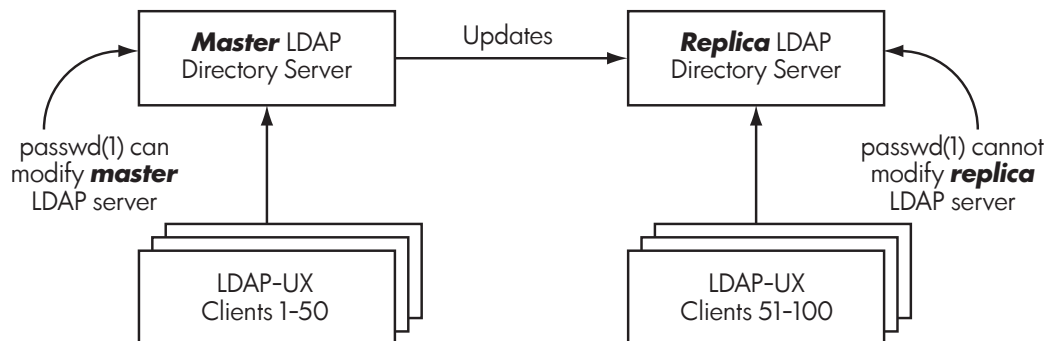 Master LDAP
Directory Server
Updates
Replica LDAP
Directory Server
passwd(1) can
modify master
LDAP server
passwd(1) cannot
modify replica
LDAP server
LDAP-UX
Clients 1-50
LDAP-UX
Clients 51-100